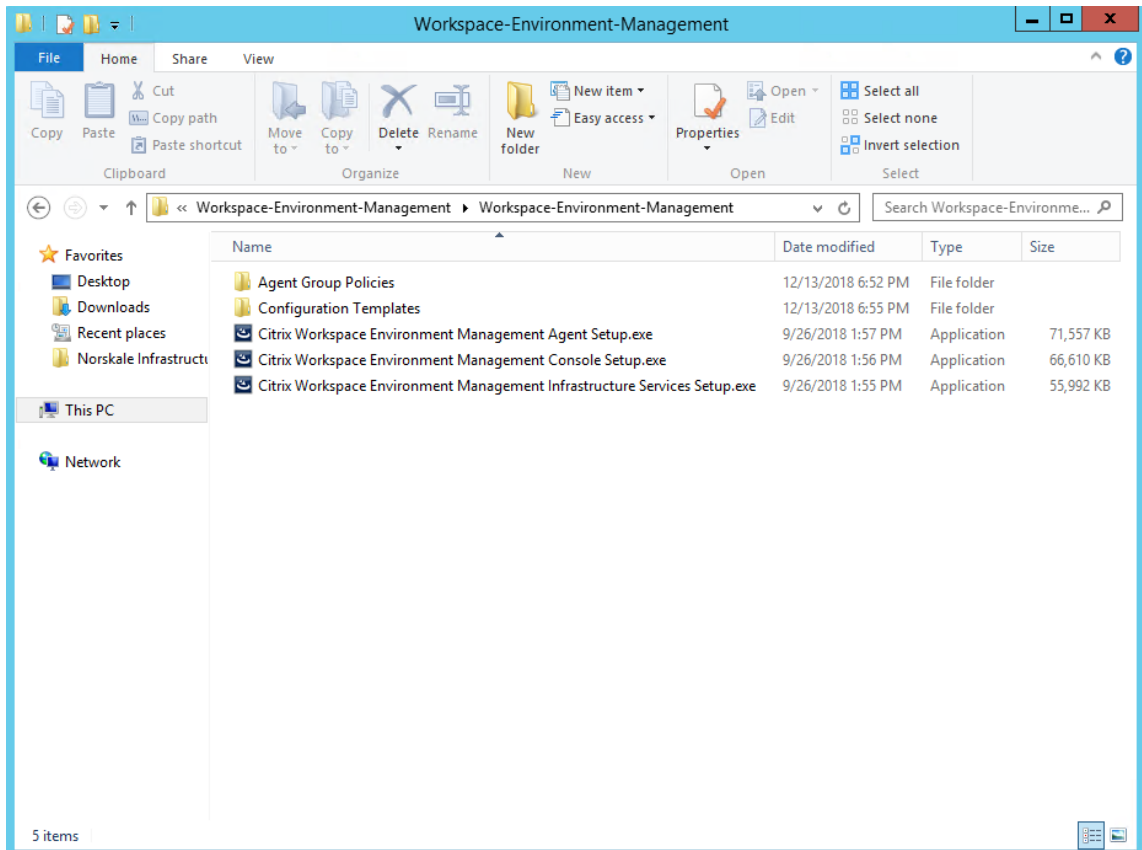 Workspace-Environment-Management
File Home Share View
Copy
Paste
Cut
Copy path
Paste shortcut
Clipboard
Move to
Copy to
Delete
Rename
Organize
New folder
New item
Easy access
New
Properties
Open
Edit
Open
Select all
Select none
Invert selection
Select
« Workspace-Environment-Management Workspace-Environment-Management
Search Workspace-Environme...
Favorites
Desktop
Downloads
Recent places
Norskale Infrastructu
This PC
Network
Name Date modified Type Size
Agent Group Policies 12/13/2018 6:52 PM File folder
Configuration Templates 12/13/2018 6:55 PM File folder
Citrix Workspace Environment Management Agent Setup.exe 9/26/2018 1:57 PM Application 71,557 KB
Citrix Workspace Environment Management Console Setup.exe 9/26/2018 1:56 PM Application 66,610 KB
Citrix Workspace Environment Management Infrastructure Services Setup.exe 9/26/2018 1:55 PM Application 55,992 KB
5 items